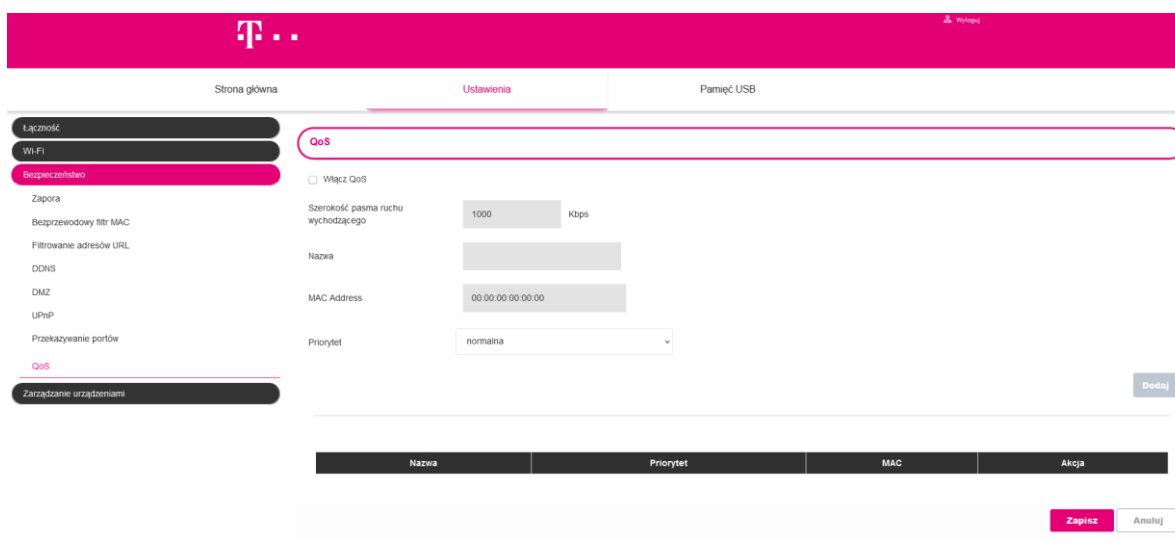 T
Wyloguj
Strona główna
Ustawienia
Pamięć USB
Łączność
Wi-Fi
Bezpieczeństwo
Zapora
Bezprzewodowy filtr MAC
Filtrowanie adresów URL
DDNS
DMZ
UPnP
Przekazywanie portów
QoS
Zarządzanie urządzeniami
QoS
Włącz QoS
Szerokość pasma ruchu
wychodzącego
1000 Kbps
Nazwa
MAC Address 00:00:00:00:00:00
Priorytet normalna
Dodaj
Nazwa Priorytet MAC Akcja
Zapisz Anuluj